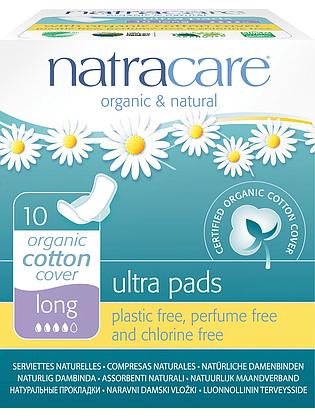 natracare
organic & natural
10
organic
cotton
cover
long
CERTIFIED ORGANIC COTTON COVER
ultra pads
plastic free, perfume free
and chlorine free
SERVIETTES NATURELLES • COMPRESAS NATURALES • NATÜRLICHE DAMENBINDEN
NATURLIG DAMBINDA • ASSORBENTI NATURALI • NATUURLIJK MAANDVERBAND
НАТУРАЛЬНЫЕ ПРОКЛАДКИ • NARAVNI DAMSKI VLOŽKI • LUONNOLLINEN TERVEYSSIDE